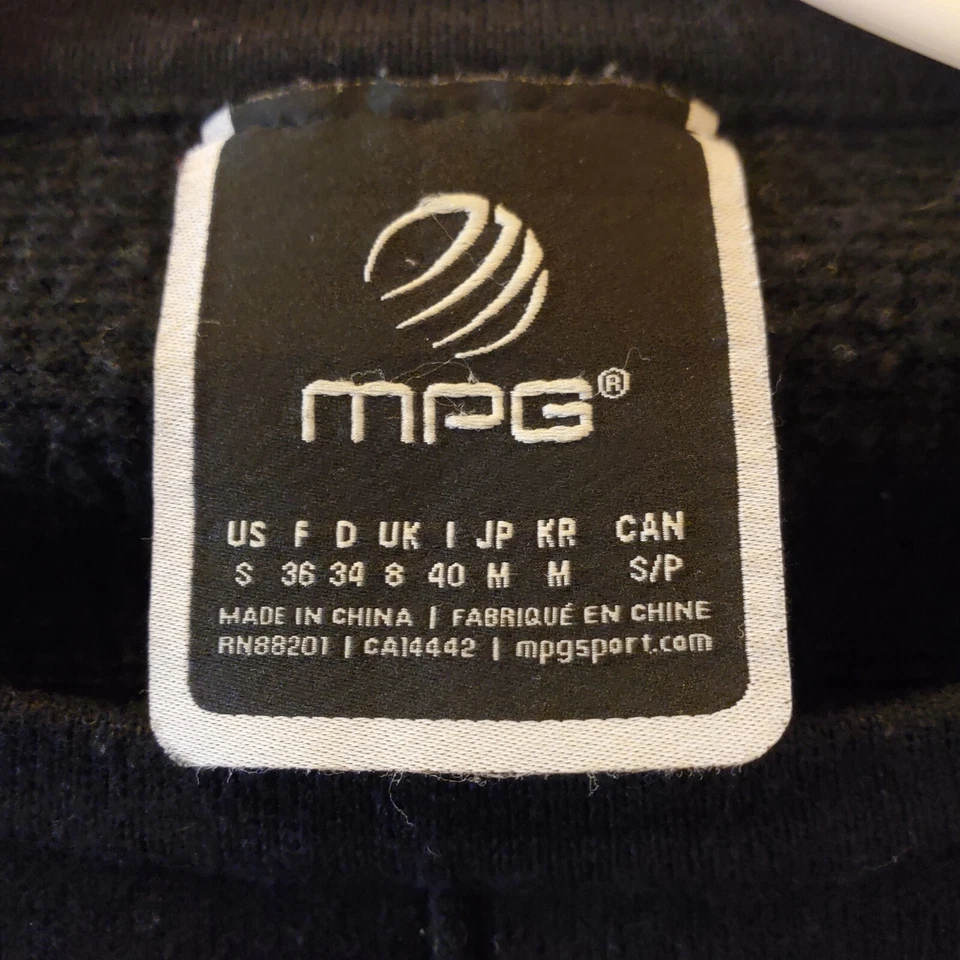 mPG®
US F D UK I JP KR CAN
S 36 34 8 40 M M S/P
MADE IN CHINA | FABRIQUÉ EN CHINE
RN88201 | CA14442 | mpgsport.com